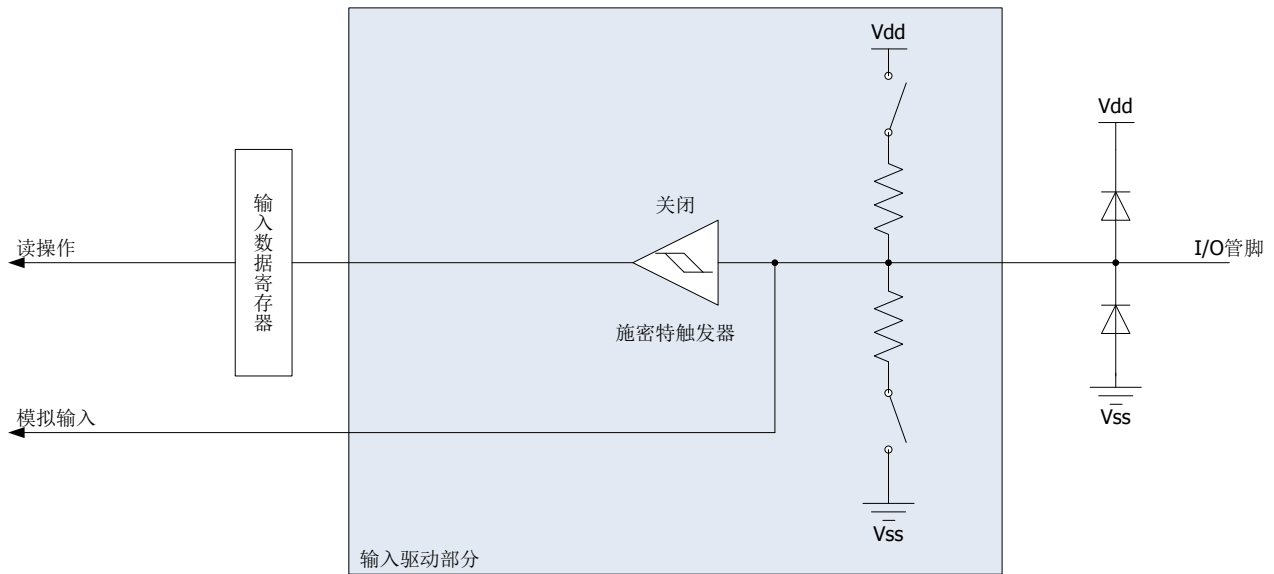 Vdd
Vdd
关闭
输入数据寄存器
读操作
I/O管脚
施密特触发器
模拟输入
Vss
Vss
输入驱动部分